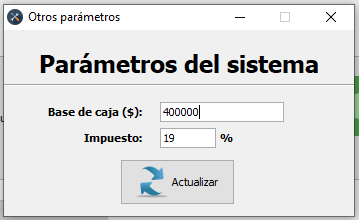 Otros parámetros
Parámetros del sistema
Base de caja ($): 400000
Impuesto: 19 %
Actualizar